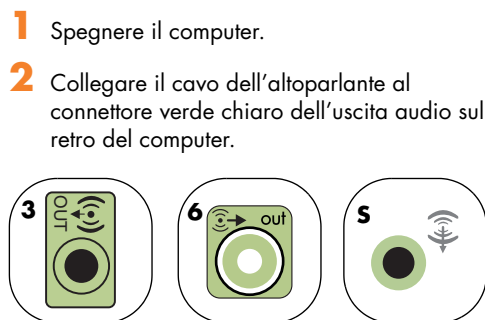 1 Spegnere il computer.
2 Collegare il cavo dell’altoparlante al
connettore verde chiaro dell’uscita audio sul
retro del computer.
3 OUT
6 out
S